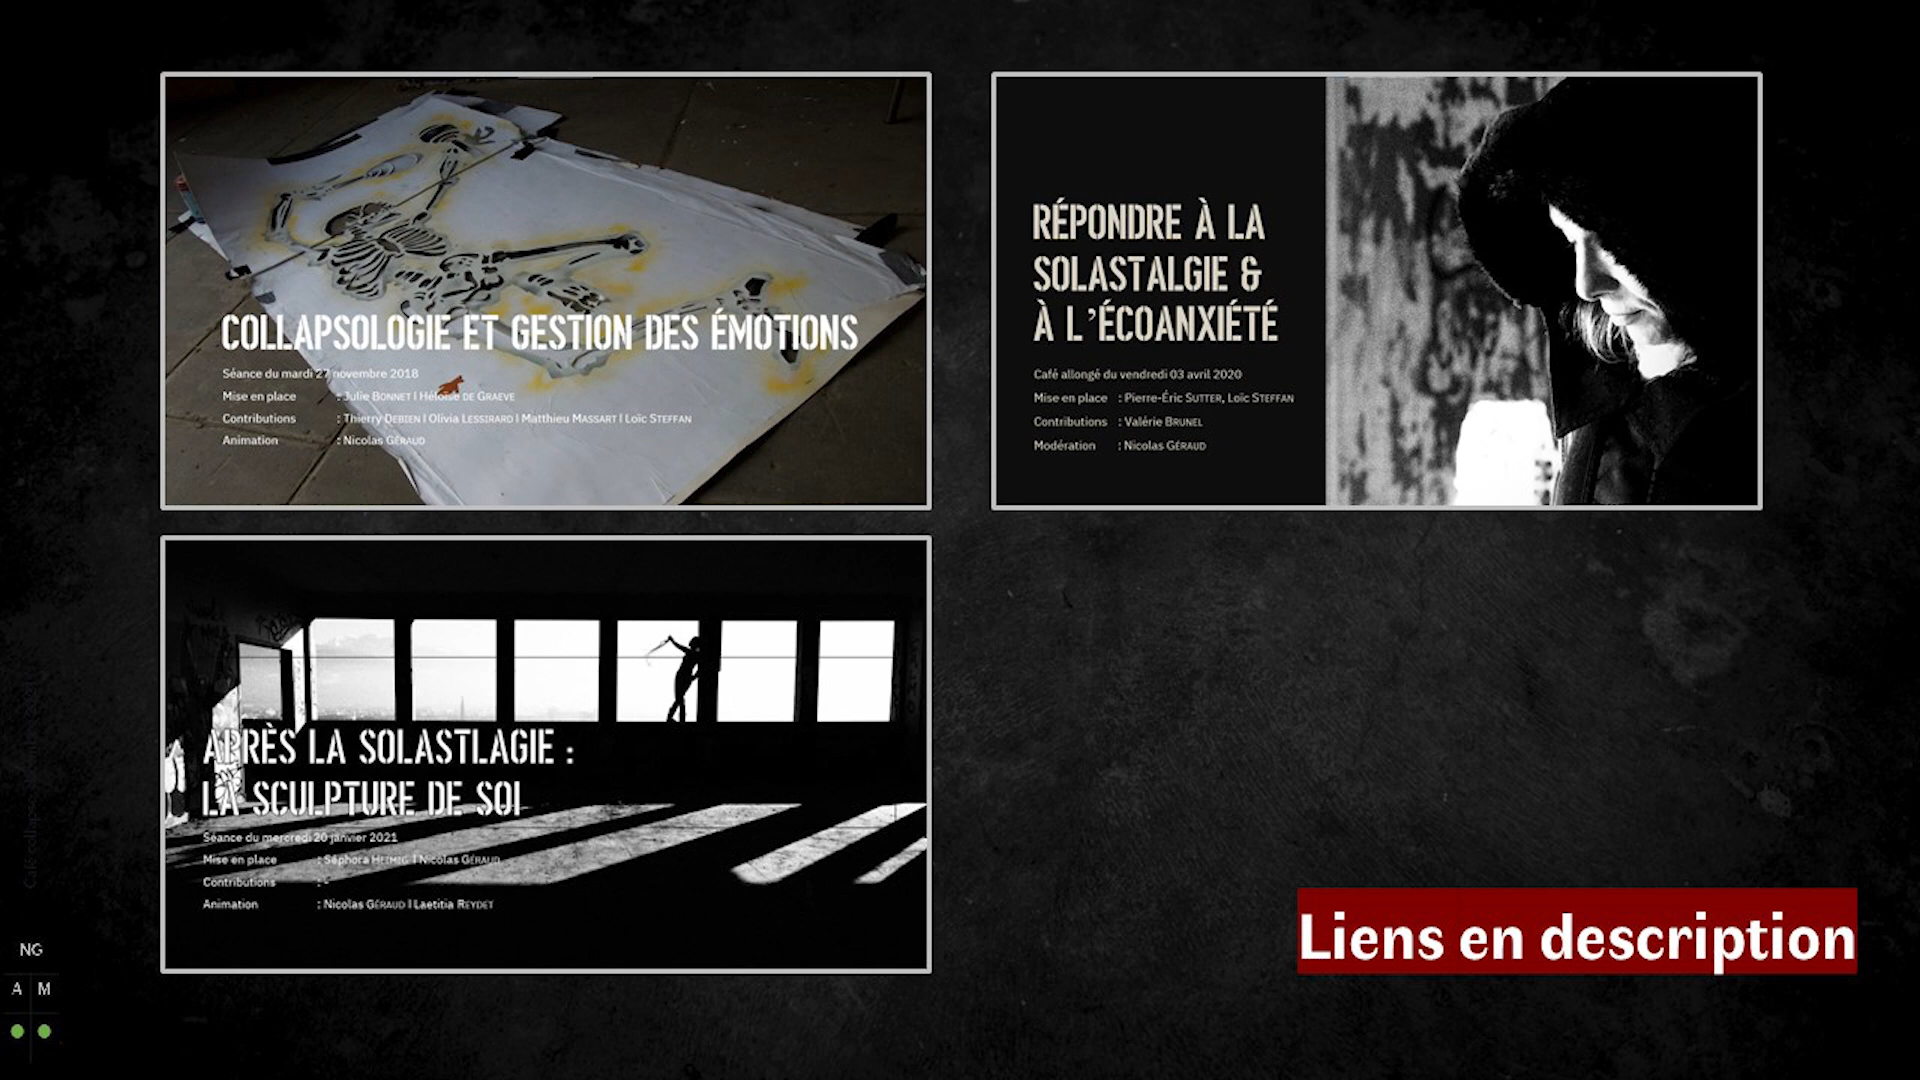 COLLAPSOLOGIE ET GESTION DES ÉMOTIONS
Séance du mardi 27 novembre 2018
Mise en place : Julie BONNET | Héloïse DE GRAEVE
Contributions : Thierry DEBIEN | Olivia LESSIRARD | Matthieu MASSART | Loïc STEFFAN
Animation : Nicolas GÉRAUD
RÉPONDRE À LA
SOLASTALGIE &
À L'ÉCOANXIÉTÉ
Café allongé du vendredi 03 avril 2020
Mise en place : Pierre-Éric SUTTER, Loïc STEFFAN
Contributions : Valérie BRUNEL
Modération : Nicolas GÉRAUD
APRÈS LA SOLASTLAGIE :
LA SCULPTURE DE SOI
Séance du mercredi 20 janvier 2021
Mise en place : Séphora HEIMIG | Nicolas GÉRAUD
Contributions : -
Animation : Nicolas GÉRAUD | Laetitia REYDET
Liens en description
NG
A M